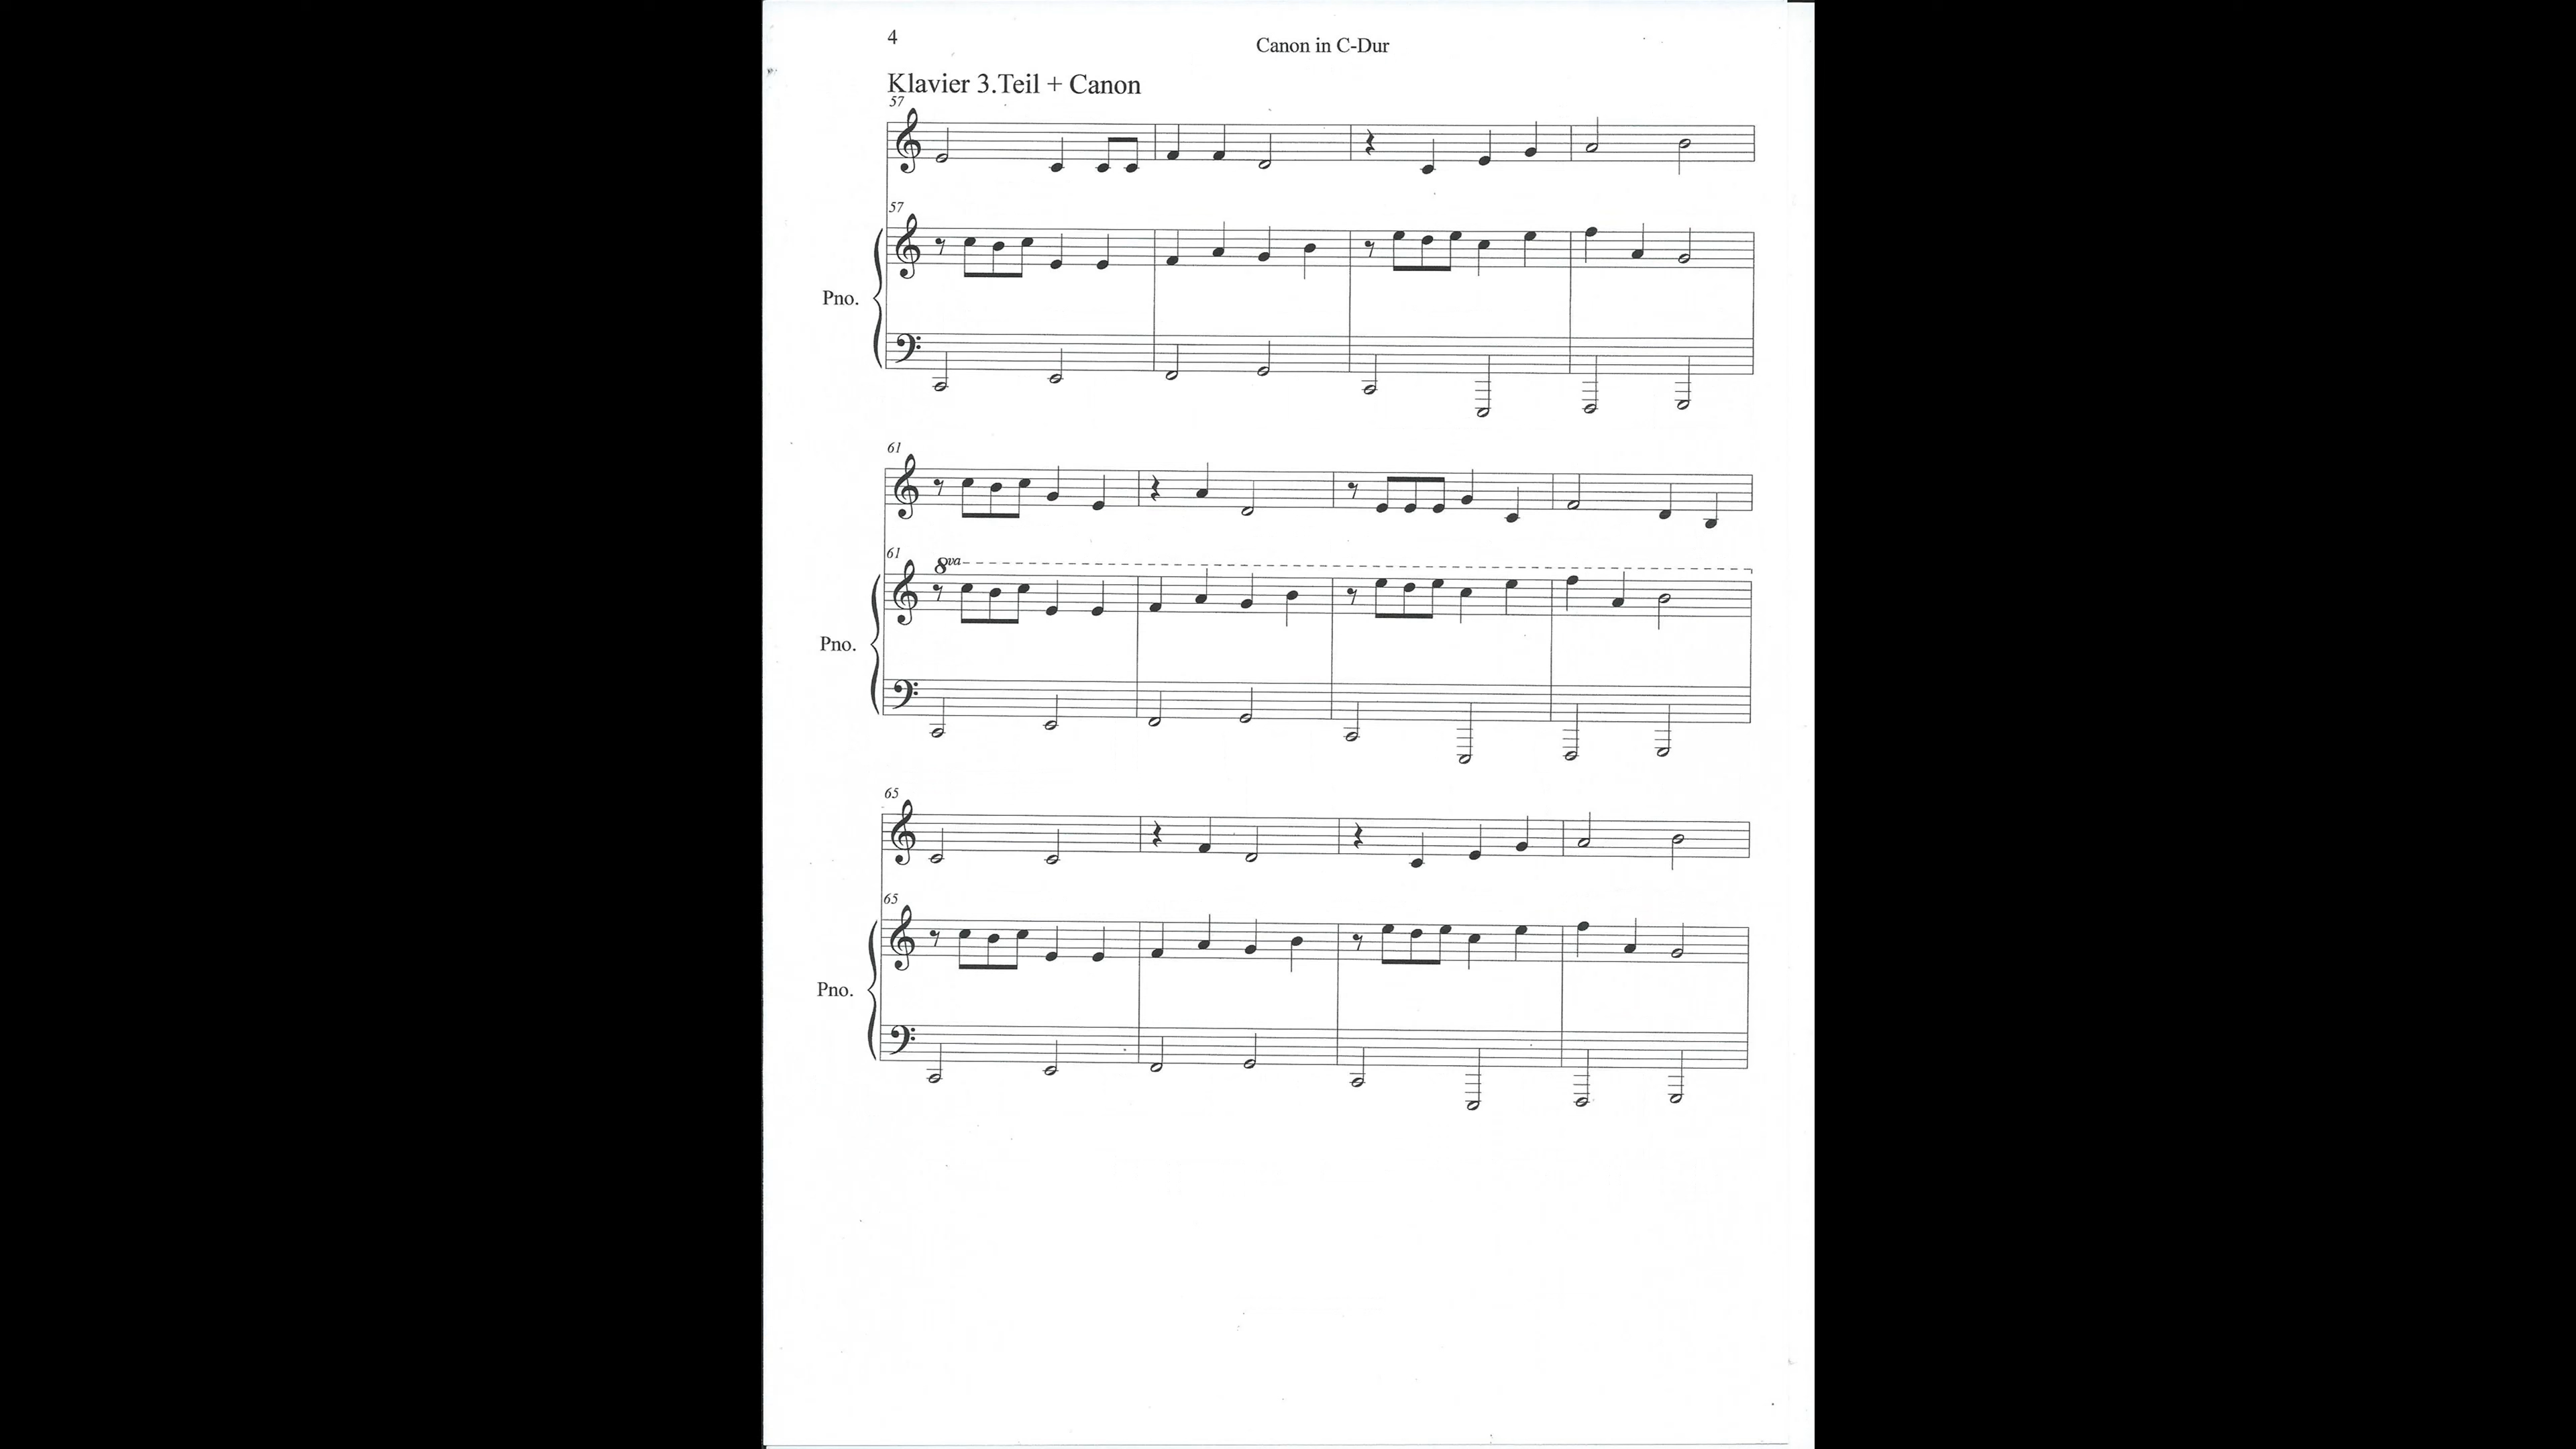 4
Canon in C-Dur
Klavier 3.Teil + Canon
57
57
Pno.
61
61
8va
Pno.
65
65
Pno.